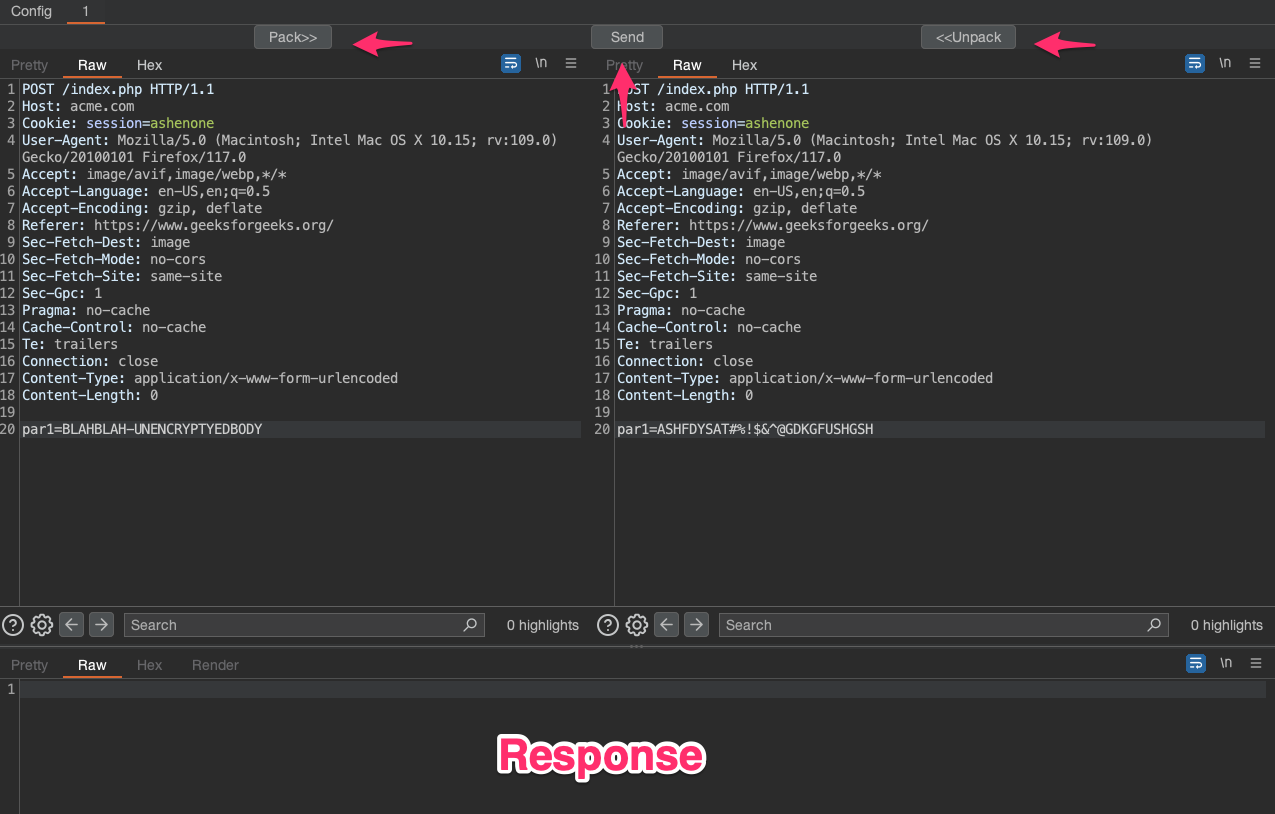 Config 1
Pack>> Send <<Unpack
Pretty Raw Hex \n
1 POST /index.php HTTP/1.1
2 Host: acme.com
3 Cookie: session=ashenone
4 User-Agent: Mozilla/5.0 (Macintosh; Intel Mac OS X 10.15; rv:109.0)
Gecko/20100101 Firefox/117.0
5 Accept: image/avif,image/webp,*/*
6 Accept-Language: en-US,en;q=0.5
7 Accept-Encoding: gzip, deflate
8 Referer: https://www.geeksforgeeks.org/
9 Sec-Fetch-Dest: image
10 Sec-Fetch-Mode: no-cors
11 Sec-Fetch-Site: same-site
12 Sec-Gpc: 1
13 Pragma: no-cache
14 Cache-Control: no-cache
15 Te: trailers
16 Connection: close
17 Content-Type: application/x-www-form-urlencoded
18 Content-Length: 0
19
20 par1=BLAHBLAH-UNENCRYPTYEDBODY
? Search 0 highlights
Pretty Raw Hex \n
1 POST /index.php HTTP/1.1
2 Host: acme.com
3 Cookie: session=ashenone
4 User-Agent: Mozilla/5.0 (Macintosh; Intel Mac OS X 10.15; rv:109.0)
Gecko/20100101 Firefox/117.0
5 Accept: image/avif,image/webp,*/*
6 Accept-Language: en-US,en;q=0.5
7 Accept-Encoding: gzip, deflate
8 Referer: https://www.geeksforgeeks.org/
9 Sec-Fetch-Dest: image
10 Sec-Fetch-Mode: no-cors
11 Sec-Fetch-Site: same-site
12 Sec-Gpc: 1
13 Pragma: no-cache
14 Cache-Control: no-cache
15 Te: trailers
16 Connection: close
17 Content-Type: application/x-www-form-urlencoded
18 Content-Length: 0
19
20 par1=ASHFDYSAT#%!$&^@GDKGFUSHGSH
? Search 0 highlights
Pretty Raw Hex Render \n
1
Response